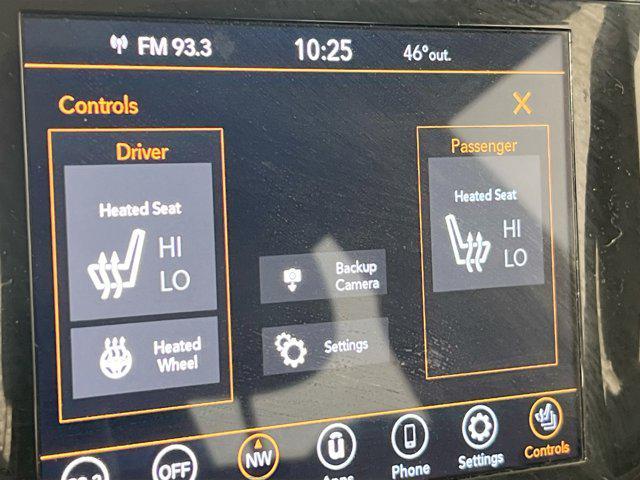 FM 93.3 10:25 46°out.
Controls X
Driver
Heated Seat
HI
LO
Heated
Wheel
Backup
Camera
Settings
Passenger
Heated Seat
HI
LO
OFF
NW
ü
Apps
Phone
Settings
Controls